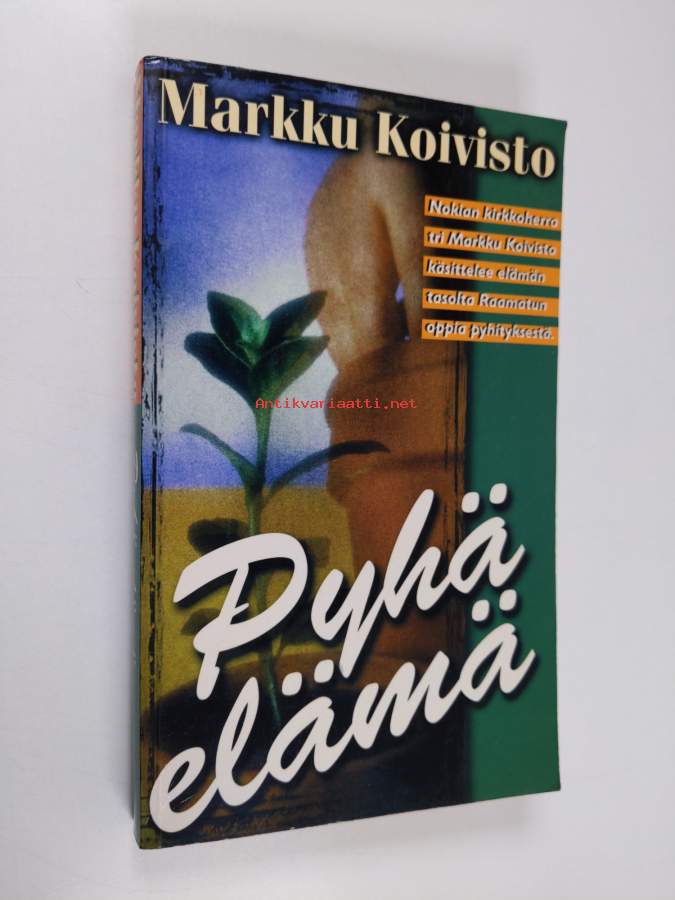 Markku Koivisto
Nokian kirkkoherra
tri Markku Koivisto
käsittelee elämän
tasolta Raamatun
oppia pyhityksestä.
Antikvariaatti.net
Pyhä
elämä